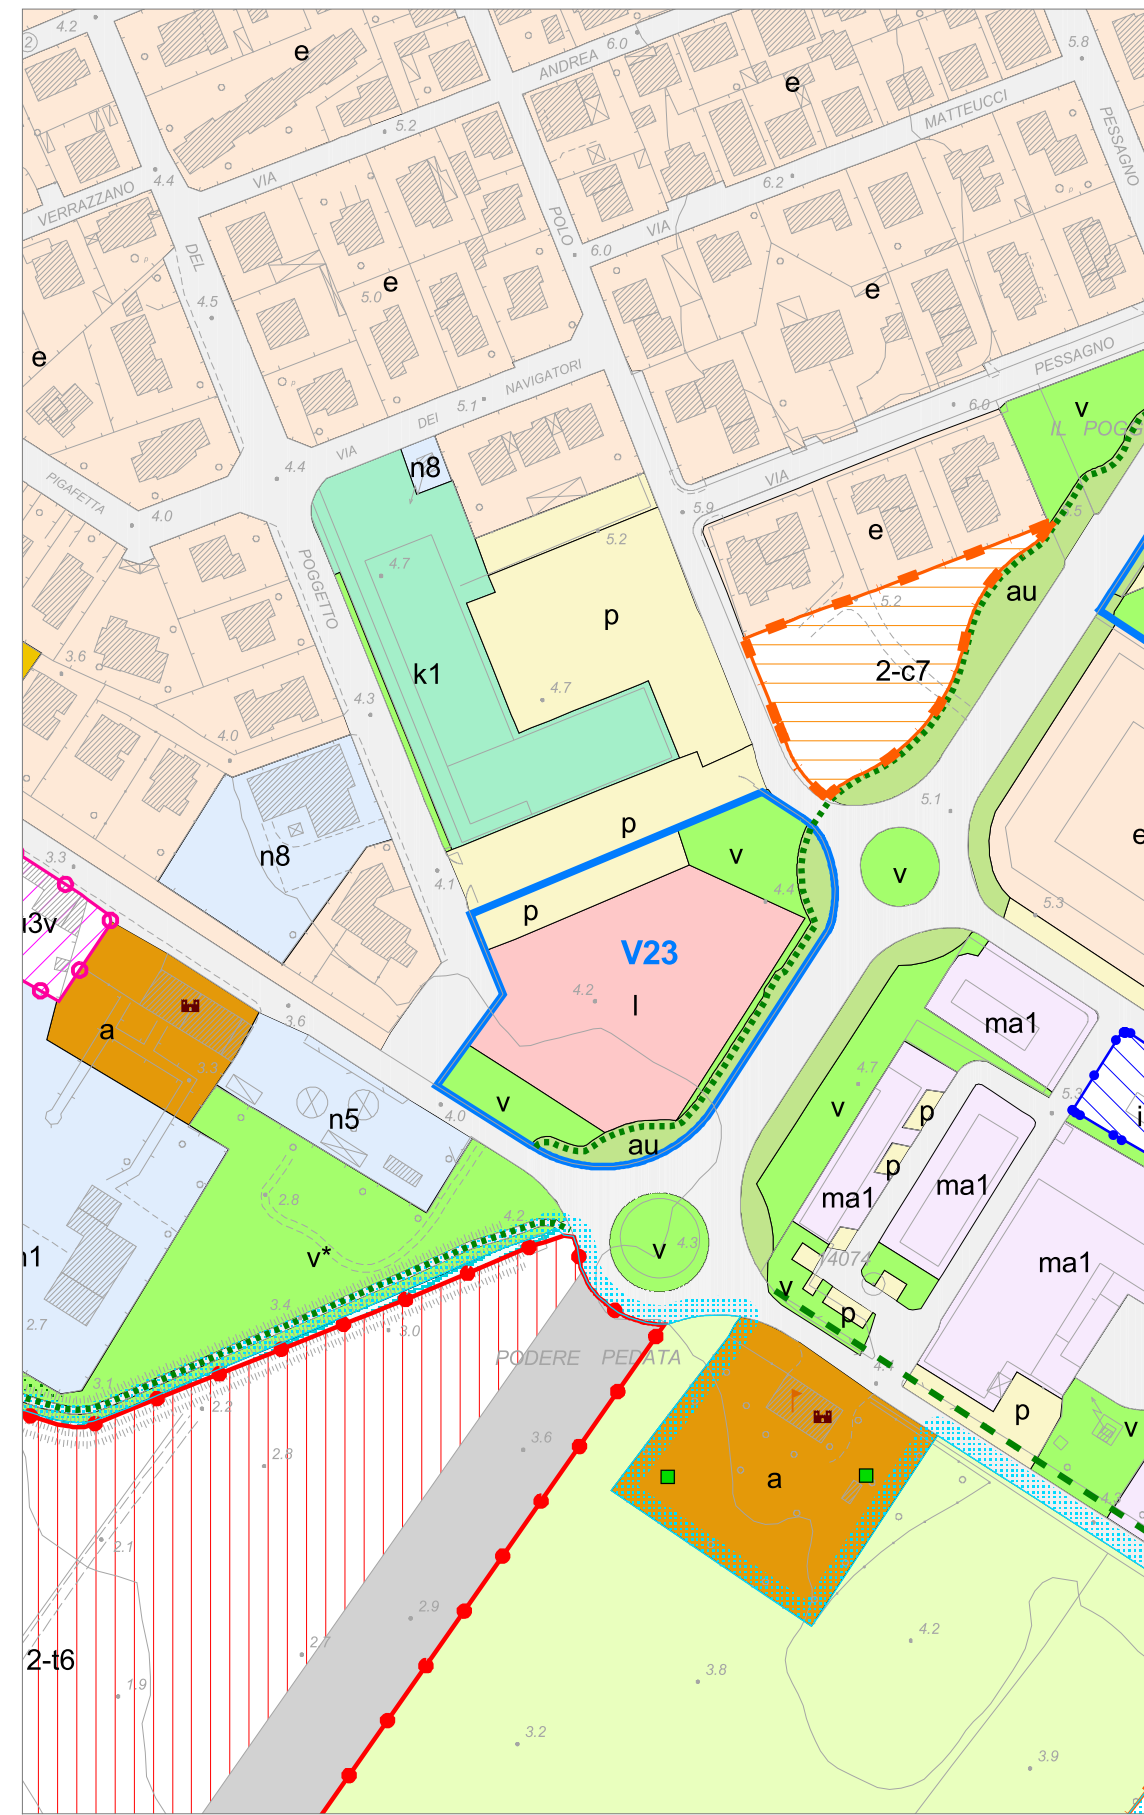 4.2
2
e
ANDREA
6.0
5.8
e
MATTEUCCI
PESSAGNO
5.2
VERRAZZANO
4.4
VIA
6.2
DEL
POLO
VIA
6.0
4.5
5.0
e
e
e
NAVIGATORI
PESSAGNO
5.1
DEI
6.0
v
VIA
4.4
n8
VIA
PIGAFETTA
4.0
5.9
e
5.2
4.7
POGGETTO
5.2
au
p
3.6
k1
2-c7
4.7
4.3
4.0
5.1
p
e
n8
v
v
3.3
4.1
4.4
p
5.3
V23
4.2
I
a
3.6
ma1
4.7
3.3
5.3
n5
4.0
v
v
p
au
p
2.8
ma1
ma1
4.2
v
4.3
v*
ma1
v
p
3.4
3.0
2.7
PODERE PEDATA
3.1
2.2
p
v
2.8
3.6
a
2.1
2.9
4.2
2.7
2-t6
3.8
1.9
3.2
3.9